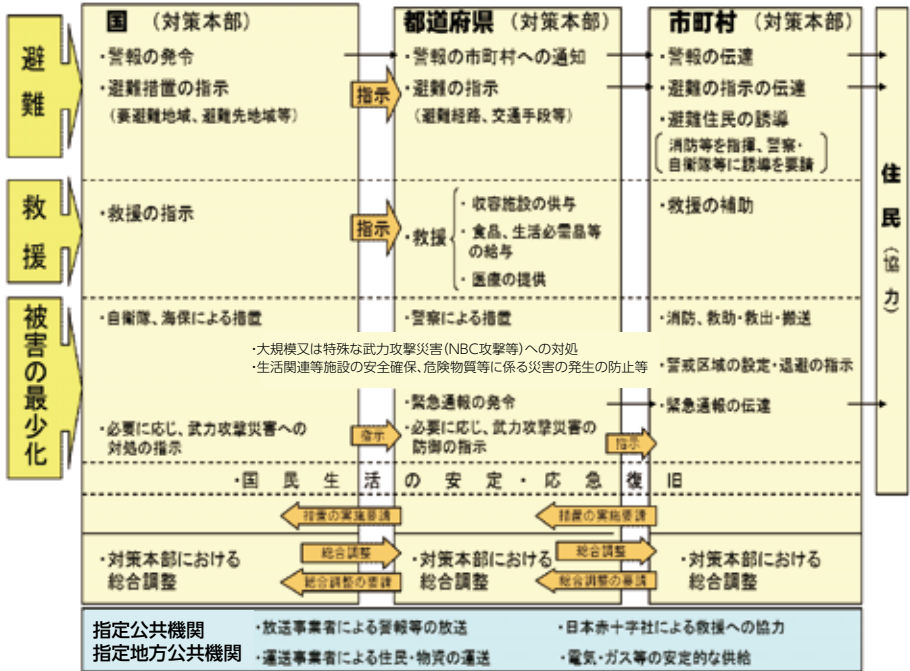 国 (対策本部)
都道府県 (対策本部)
市町村 (対策本部)
避難
・警報の発令
・避難措置の指示
(要避難地域、避難先地域等)
指示
・警報の市町村への通知
・避難の指示
(避難経路、交通手段等)
・警報の伝達
・避難の指示の伝達
・避難住民の誘導
消防等を指揮、警察・
自衛隊等に誘導を要請
救援
・救援の指示
指示
・救援
・収容施設の供与
・食品、生活必需品等
の給与
・医療の提供
・救援の補助
住民(協力)
被害の最少化
・自衛隊、海保による措置
・警察による措置
・消防、救助・救出・搬送
・大規模又は特殊な武力攻撃災害(NBC攻撃等)への対処
・生活関連等施設の安全確保、危険物質等に係る災害の発生の防止等
・警戒区域の設定・退避の指示
・緊急通報の発令
・緊急通報の伝達
・必要に応じ、武力攻撃災害への
対処の指示
指示
・必要に応じ、武力攻撃災害の
防御の指示
指示
・国民生活の安定・応急復旧
措置の実施要請
措置の実施要請
・対策本部における
総合調整
総合調整
総合調整の要請
・対策本部における
総合調整
総合調整
総合調整の要請
・対策本部における
総合調整
指定公共機関
指定地方公共機関
・放送事業者による警報等の放送
・日本赤十字社による救援への協力
・運送事業者による住民・物資の運送
・電気・ガス等の安定的な供給